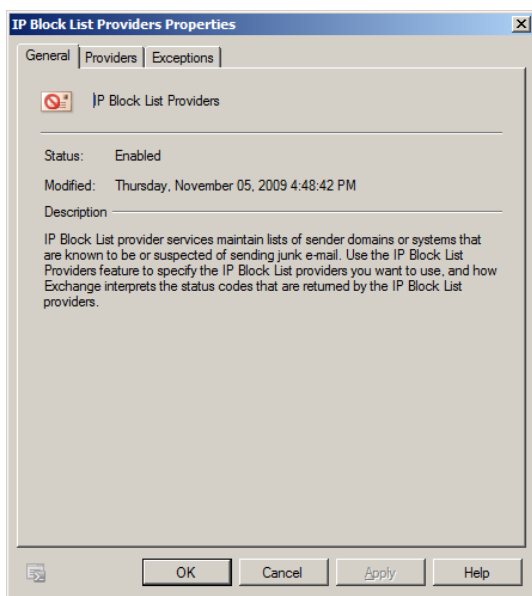 IP Block List Providers Properties
General Providers Exceptions
IP Block List Providers
Status: Enabled
Modified: Thursday, November 05, 2009 4:48:42 PM
Description
IP Block List provider services maintain lists of sender domains or systems that
are known to be or suspected of sending junk e-mail. Use the IP Block List
Providers feature to specify the IP Block List providers you want to use, and how
Exchange interprets the status codes that are returned by the IP Block List
providers.
OK Cancel Apply Help